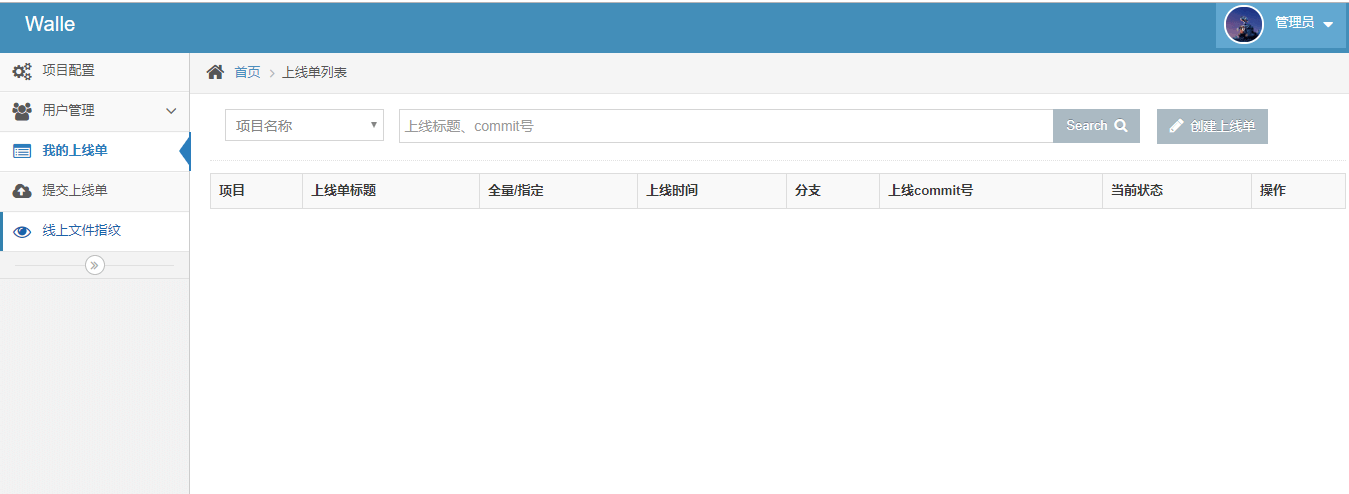 Walle
管理员
项目配置
用户管理
我的上线单
提交上线单
线上文件指纹
首页 上线单列表
项目名称 上线标题、commit号 Search 创建上线单
项目 上线单标题 全量/指定 上线时间 分支 上线commit号 当前状态 操作